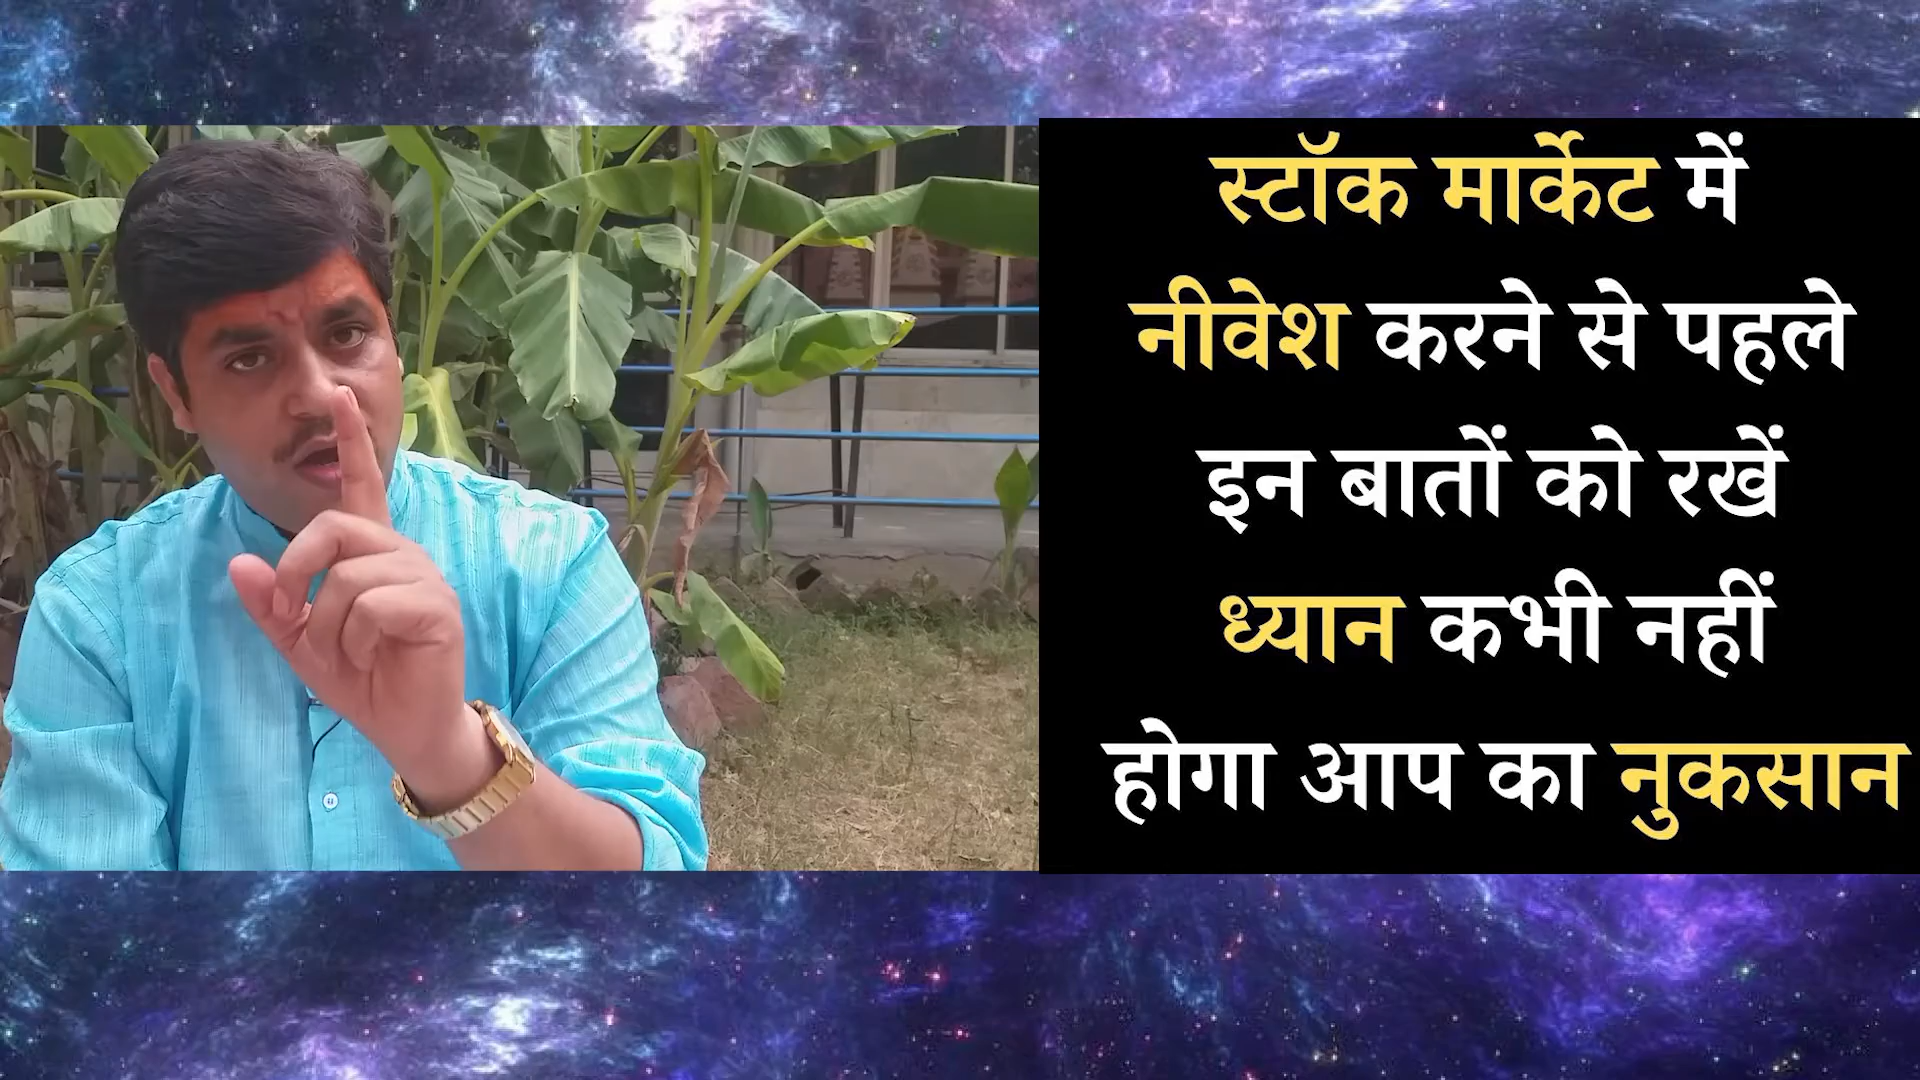 स्टॉक मार्केट में
नीवेश करने से पहले
इन बातों को रखें
ध्यान कभी नहीं
होगा आप का नुकसान